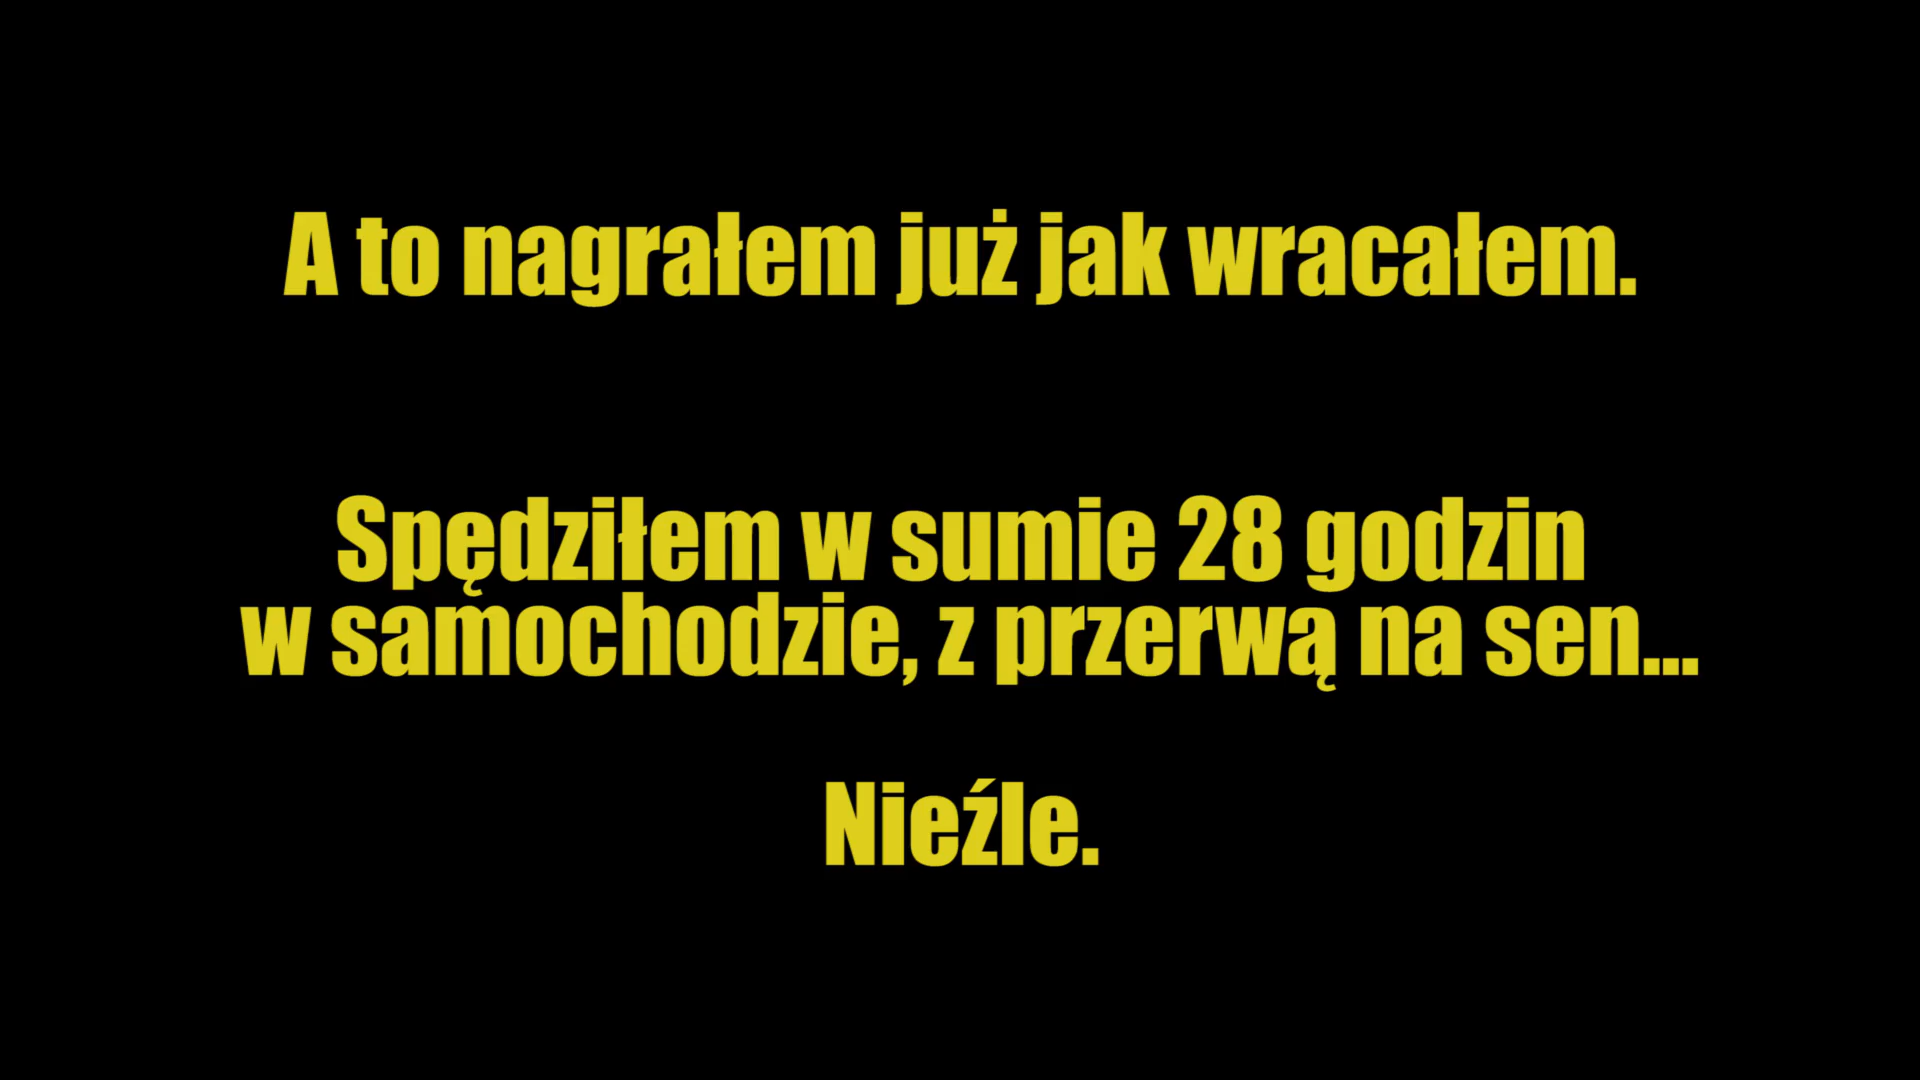 A to nagrałem już jak wracałem.
Spędziłem w sumie 28 godzin
w samochodzie, z przerwą na sen...
Nieźle.